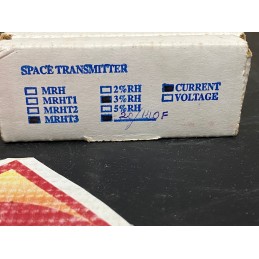 SPACE TRANSMITTER
MRH 2%RH CURRENT
MRHT1 3%RH VOLTAGE
MRHT2 5%RH
MRHT3